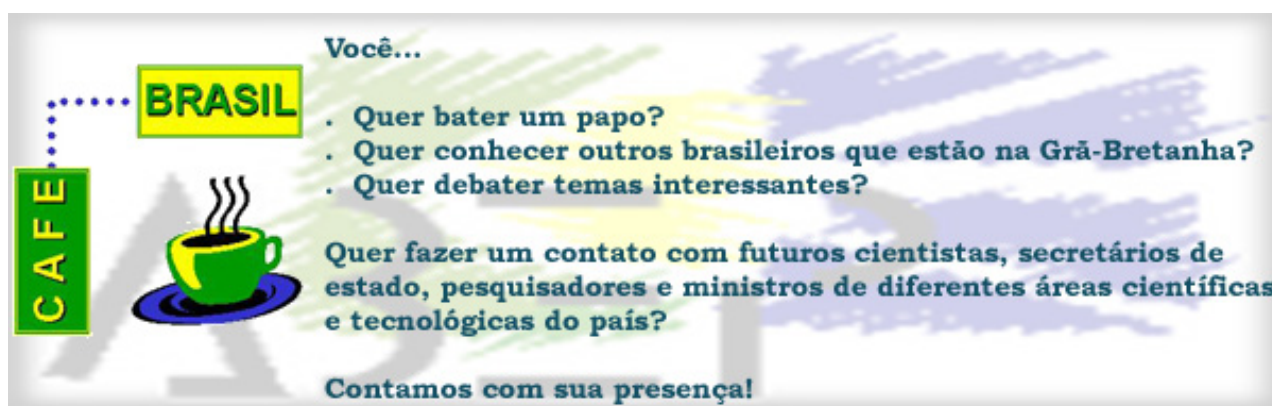 Você...
BRASIL
. Quer bater um papo?
. Quer conhecer outros brasileiros que estão na Grã-Bretanha?
. Quer debater temas interessantes?
CAFE
Quer fazer um contato com futuros cientistas, secretários de
estado, pesquisadores e ministros de diferentes áreas científicas
e tecnológicas do país?
Contamos com sua presença!